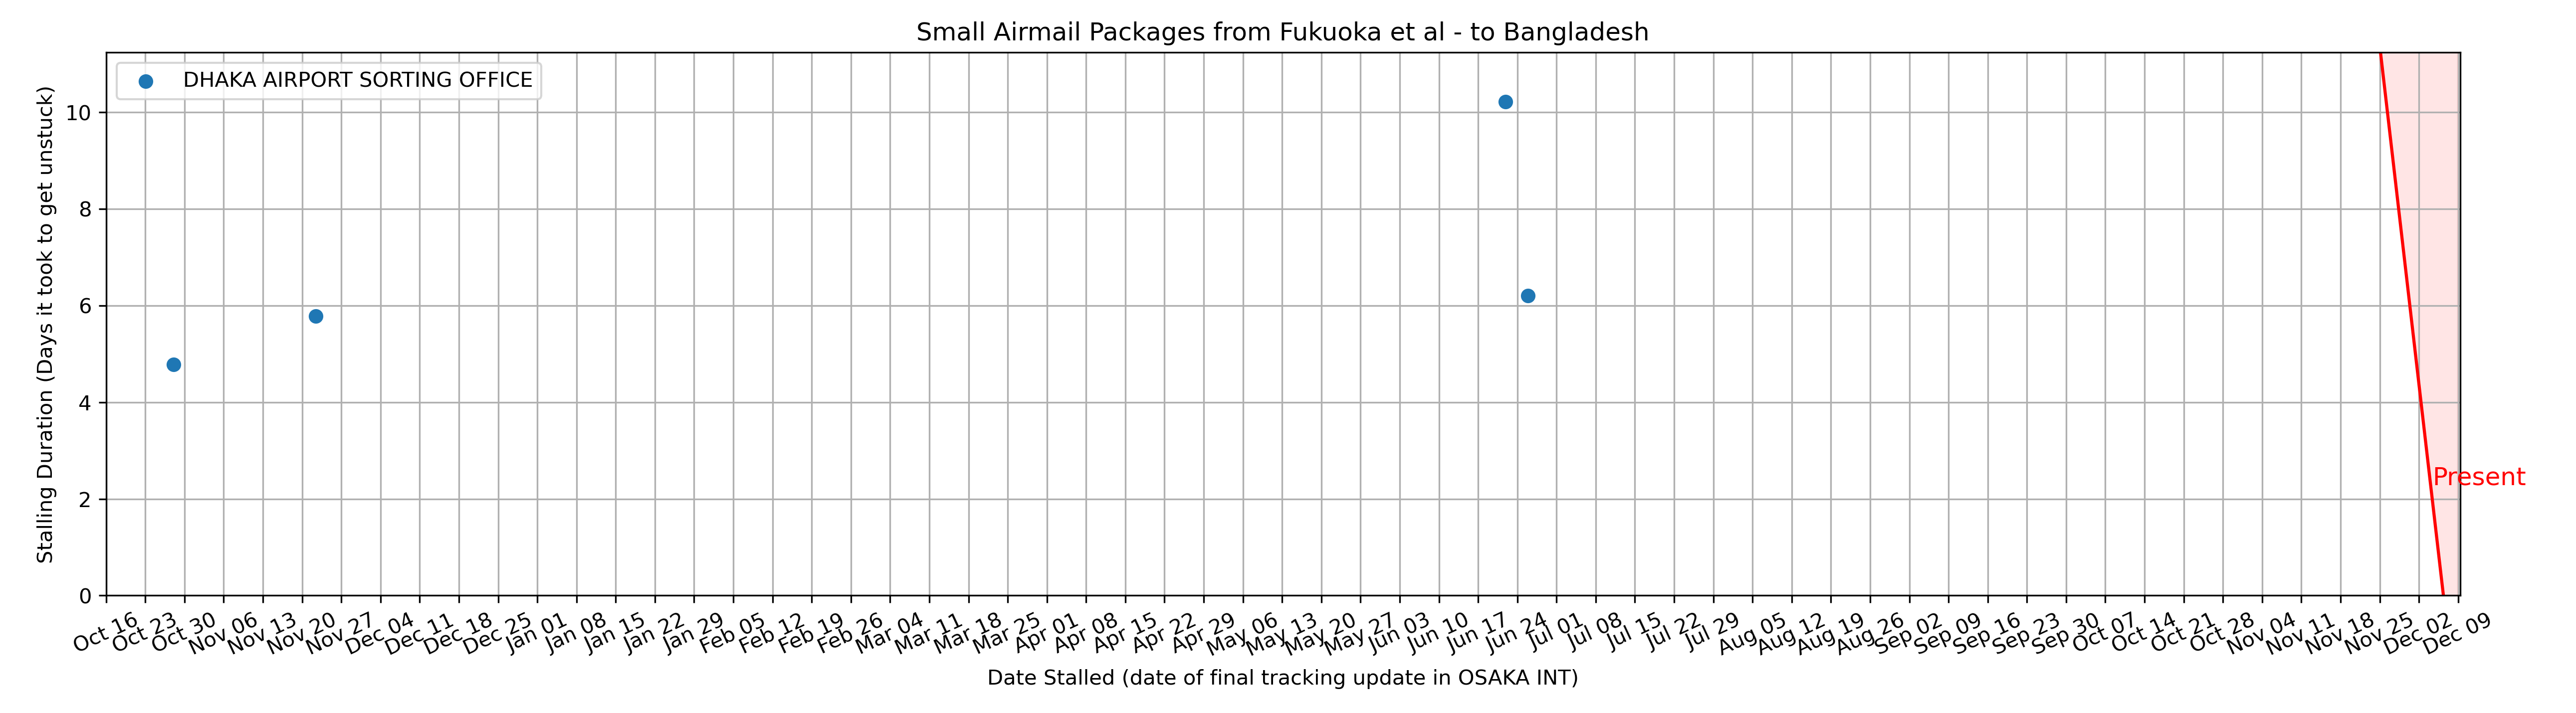 Small Airmail Packages from Fukuoka et al - to Bangladesh
DHAKA AIRPORT SORTING OFFICE
Stalling Duration (Days it took to get unstuck)
10
8
6
4
2
0
Present
Oct 16
Oct 23
Oct 30
Nov 06
Nov 13
Nov 20
Nov 27
Dec 04
Dec 11
Dec 18
Dec 25
Jan 01
Jan 08
Jan 15
Jan 22
Jan 29
Feb 05
Feb 12
Feb 19
Feb 26
Mar 04
Mar 11
Mar 18
Mar 25
Apr 01
Apr 08
Apr 15
Apr 22
Apr 29
May 06
May 13
May 20
May 27
Jun 03
Jun 10
Jun 17
Jun 24
Jul 01
Jul 08
Jul 15
Jul 22
Jul 29
Aug 05
Aug 12
Aug 19
Aug 26
Sep 02
Sep 09
Sep 16
Sep 23
Sep 30
Oct 07
Oct 14
Oct 21
Oct 28
Nov 04
Nov 11
Nov 18
Nov 25
Dec 02
Dec 09
Date Stalled (date of final tracking update in OSAKA INT)